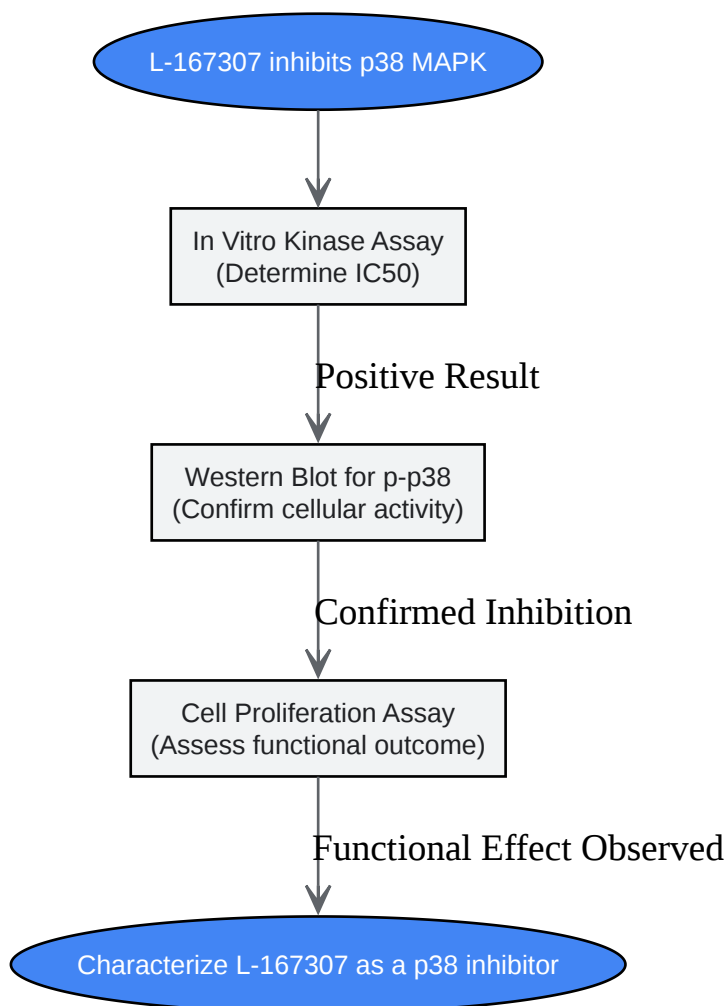 L-167307 inhibits p38 MAPK
In Vitro Kinase Assay
(Determine IC50)
Positive Result
Western Blot for p-p38
(Confirm cellular activity)
Confirmed Inhibition
Cell Proliferation Assay
(Assess functional outcome)
Functional Effect Observed
Characterize L-167307 as a p38 inhibitor